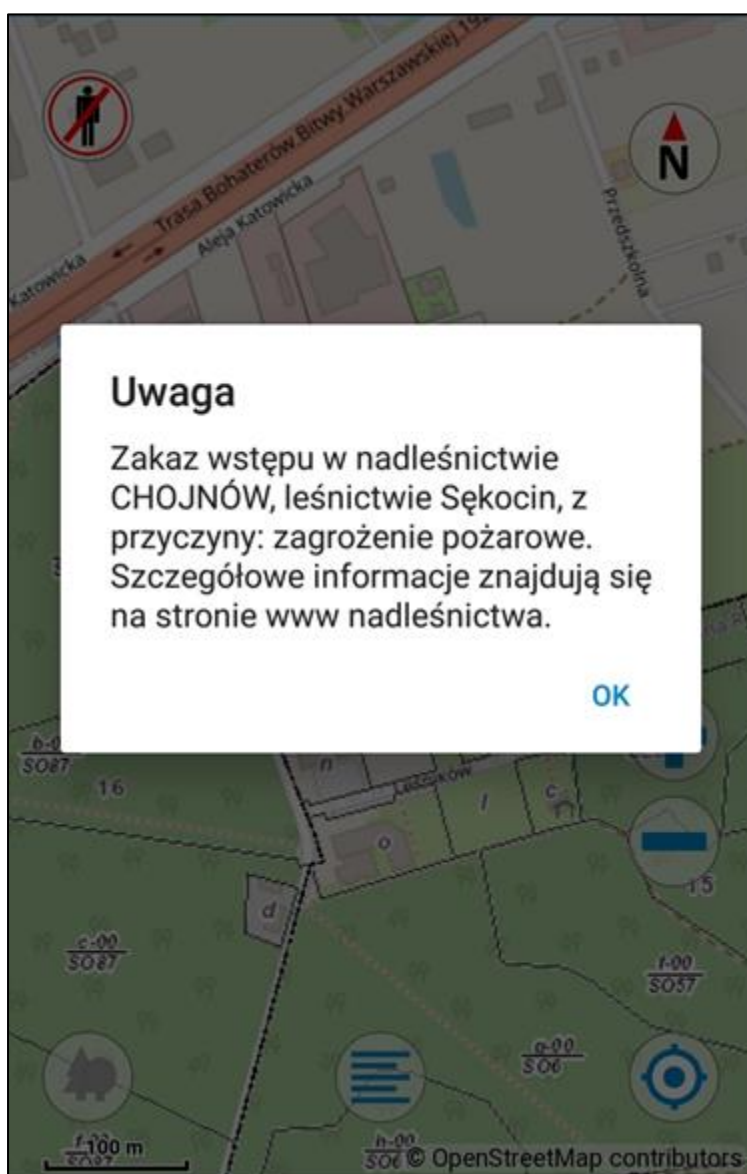 Trasa Bohaterów Bitwy Warszawskiej
N
Katowicka
Aleja Katowicka
Przedszkolna
Uwaga
Zakaz wstępu w nadleśnictwie
CHOJNÓW, leśnictwie Sękocin, z
przyczyny: zagrożenie pożarowe.
Szczegółowe informacje znajdują się
na stronie www nadleśnictwa.
OK
SO87
16
n
Leśników
l
c
o
15
d
c-00
SO87
f-00
SO57
a-00
SO6
100 m
h-00
SO6
© OpenStreetMap contributors